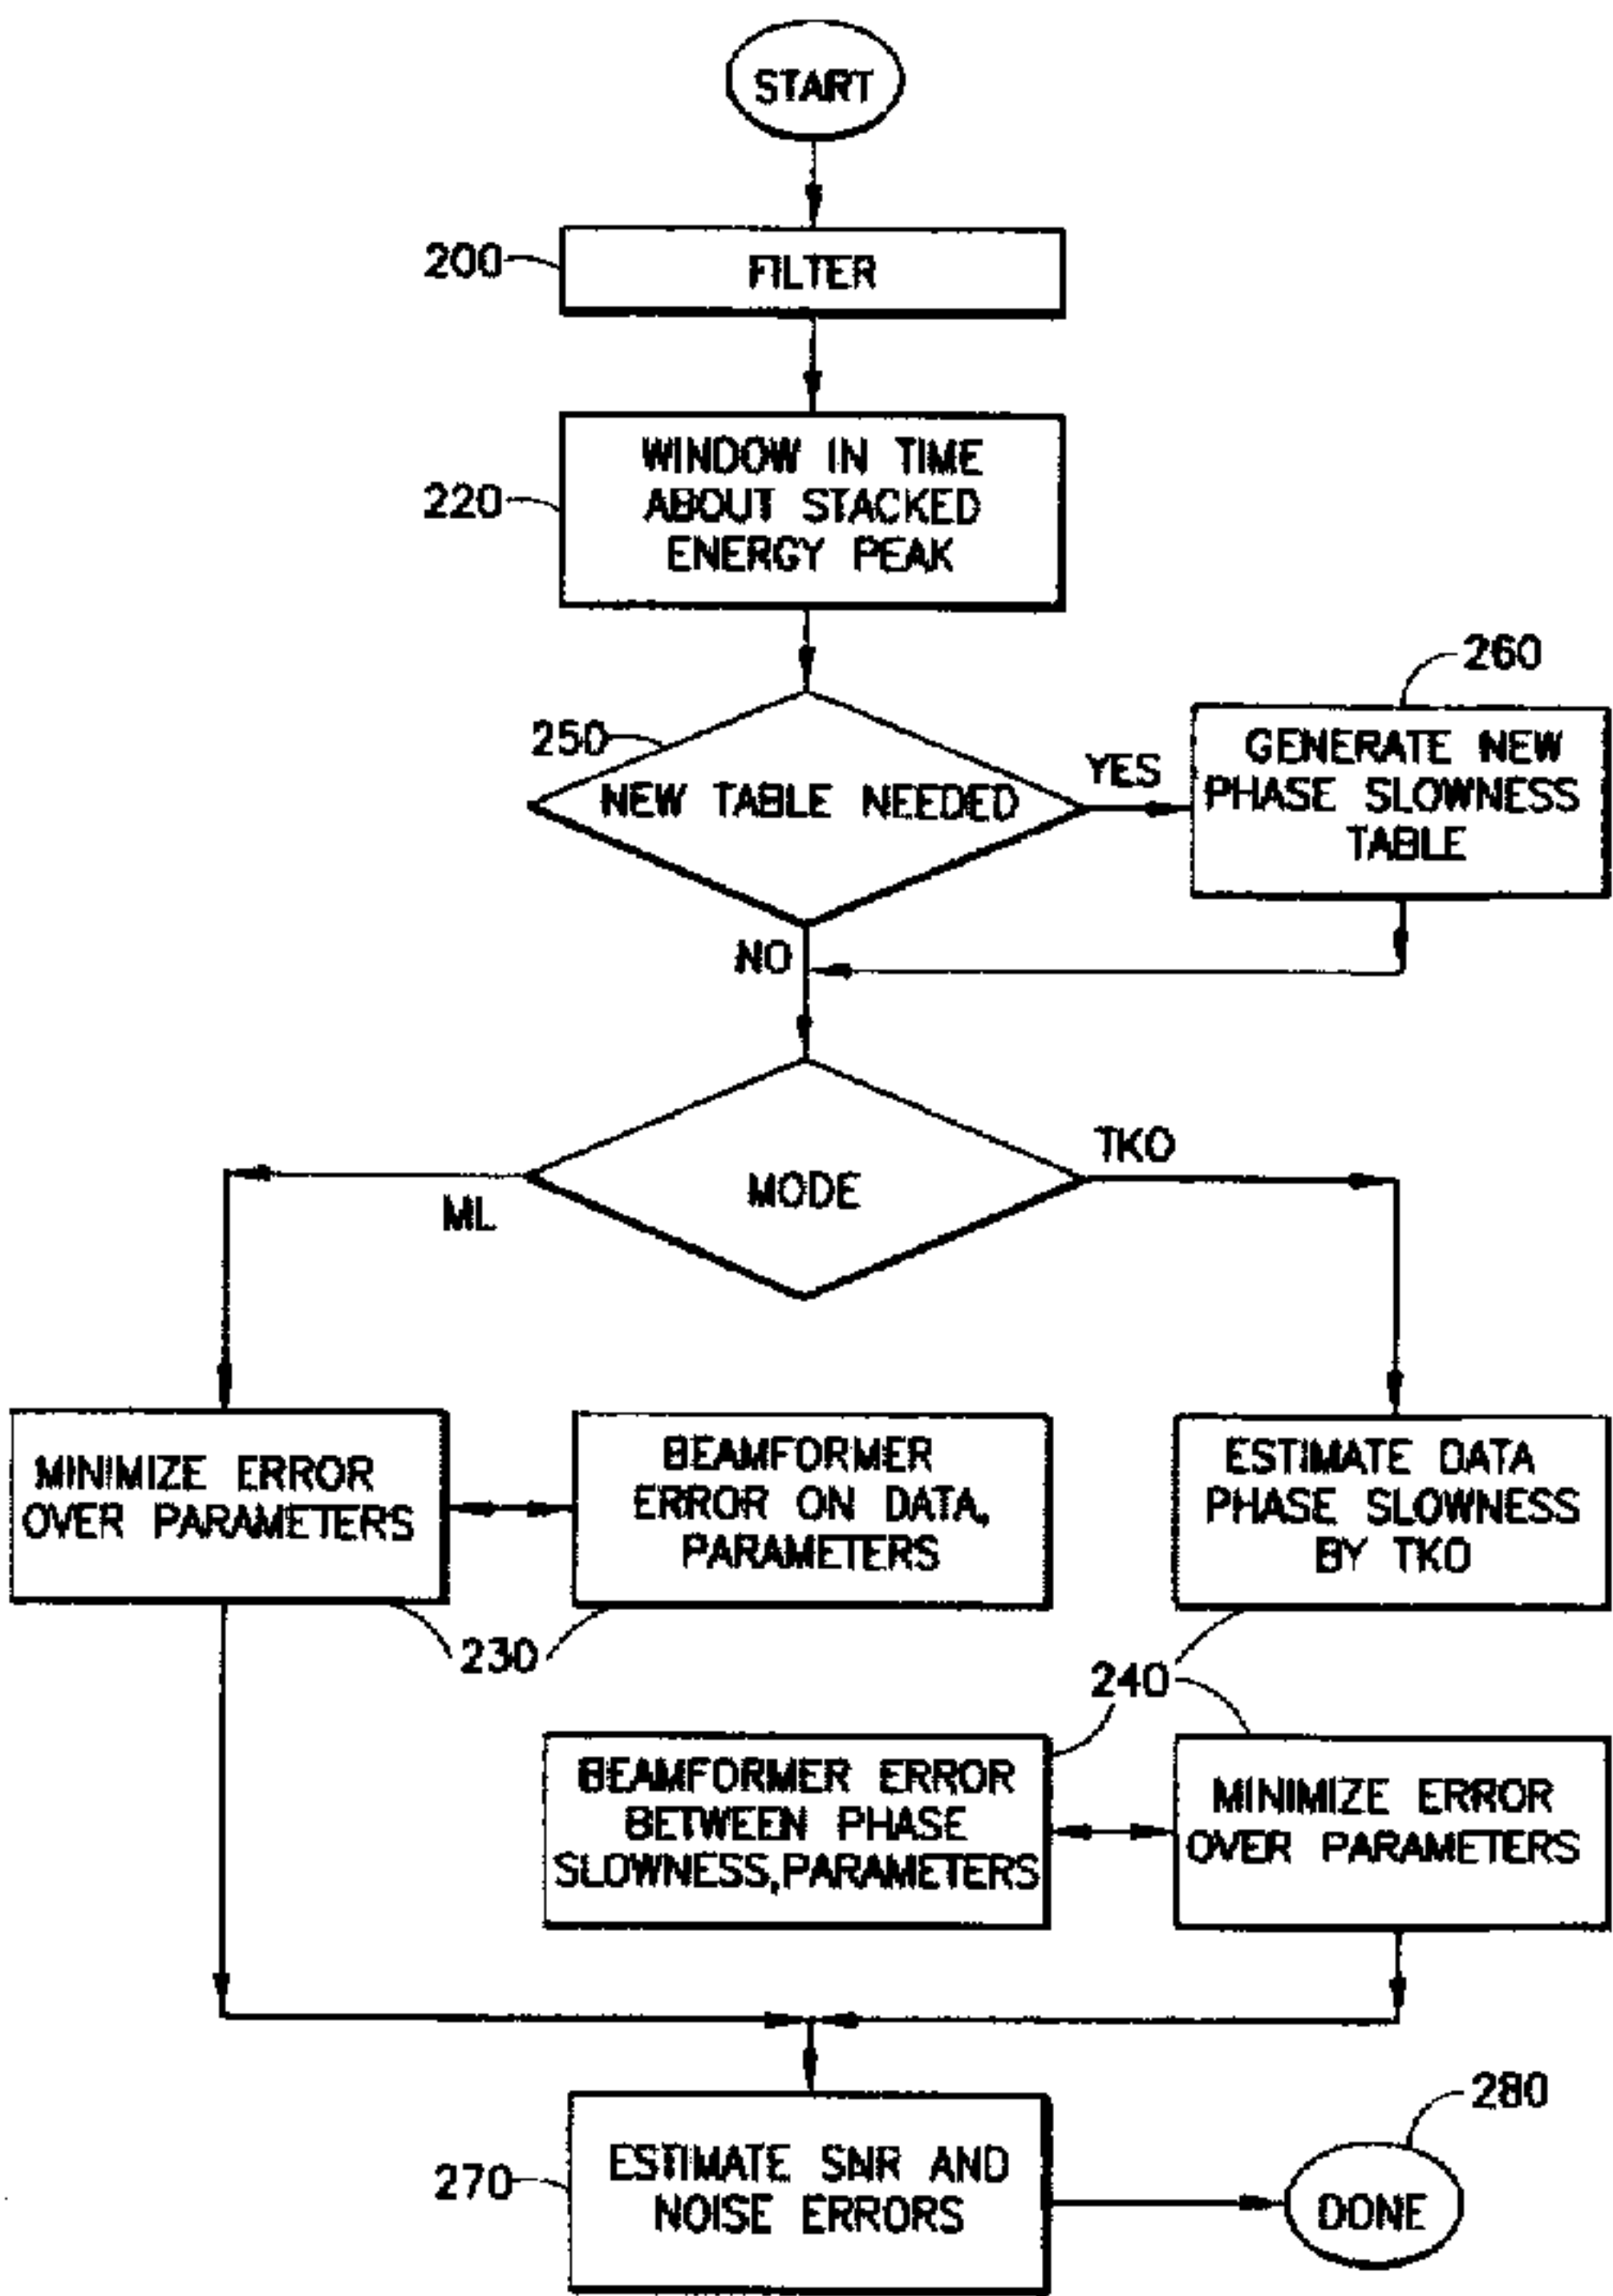 START
200
FILTER
220
WINDOW IN TIME
ABOUT STACKED
ENERGY PEAK
250
NEW TABLE NEEDED
YES
260
GENERATE NEW
PHASE SLOWNESS
TABLE
NO
MODE
ML
TKO
MINIMIZE ERROR
OVER PARAMETERS
BEAMFORMER
ERROR ON DATA,
PARAMETERS
230
ESTIMATE DATA
PHASE SLOWNESS
BY TKO
240
BEAMFORMER ERROR
BETWEEN PHASE
SLOWNESS,PARAMETERS
MINIMIZE ERROR
OVER PARAMETERS
270
ESTIMATE SNR AND
NOISE ERRORS
280
DONE